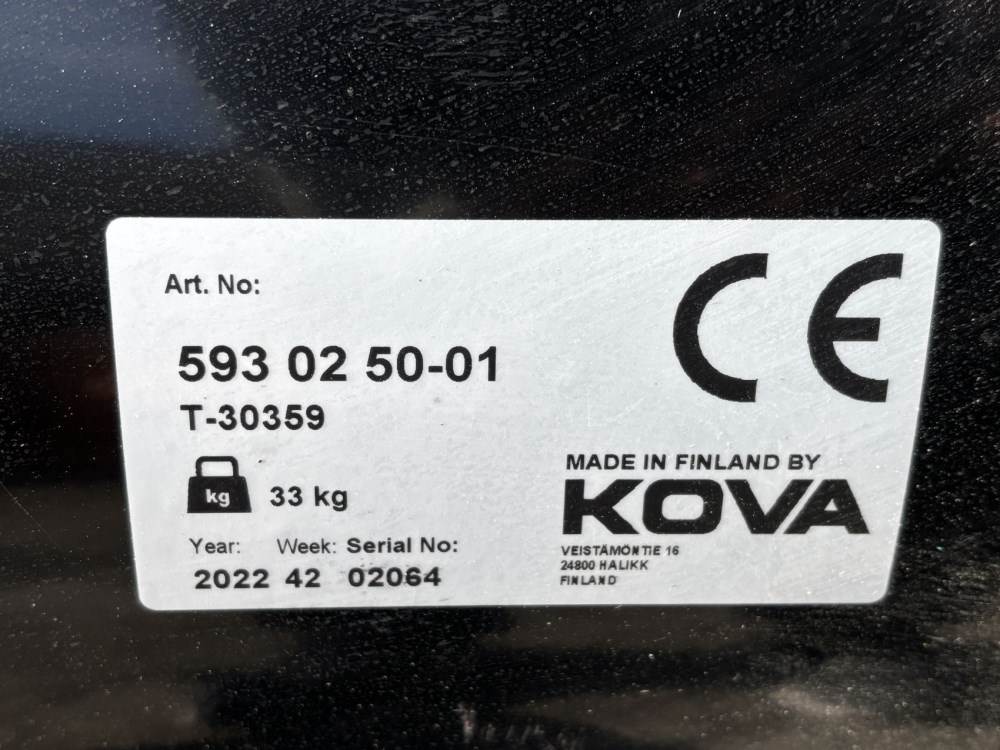 Art. No:
593 02 50-01
T-30359
kg 33 kg
Year: Week: Serial No:
2022 42 02064
CE
MADE IN FINLAND BY
KOVA
VEISTÄMÖNTIE 16
24800 HALIKK
FINLAND